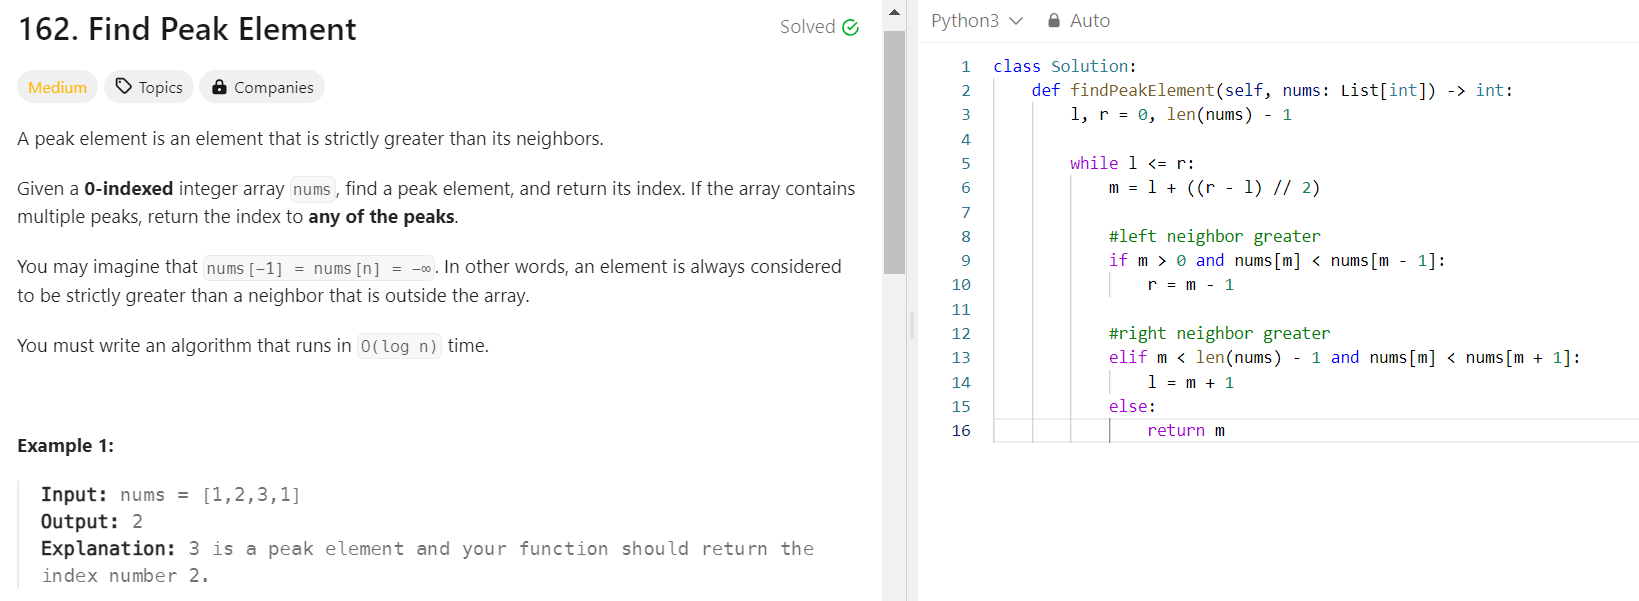 162. Find Peak Element
Solved
Medium
Topics
Companies
A peak element is an element that is strictly greater than its neighbors.
Given a 0-indexed integer array nums, find a peak element, and return its index. If the array contains
multiple peaks, return the index to any of the peaks.
You may imagine that nums[-1] = nums[n] = -∞. In other words, an element is always considered
to be strictly greater than a neighbor that is outside the array.
You must write an algorithm that runs in O(log n) time.
Example 1:
Input: nums = [1,2,3,1]
Output: 2
Explanation: 3 is a peak element and your function should return the
index number 2.
Python3
Auto
1 class Solution:
2     def findPeakElement(self, nums: List[int]) -> int:
3         l, r = 0, len(nums) - 1
4
5         while l <= r:
6             m = l + ((r - l) // 2)
7
8             #left neighbor greater
9             if m > 0 and nums[m] < nums[m - 1]:
10                 r = m - 1
11
12             #right neighbor greater
13             elif m < len(nums) - 1 and nums[m] < nums[m + 1]:
14                 l = m + 1
15             else:
16                 return m